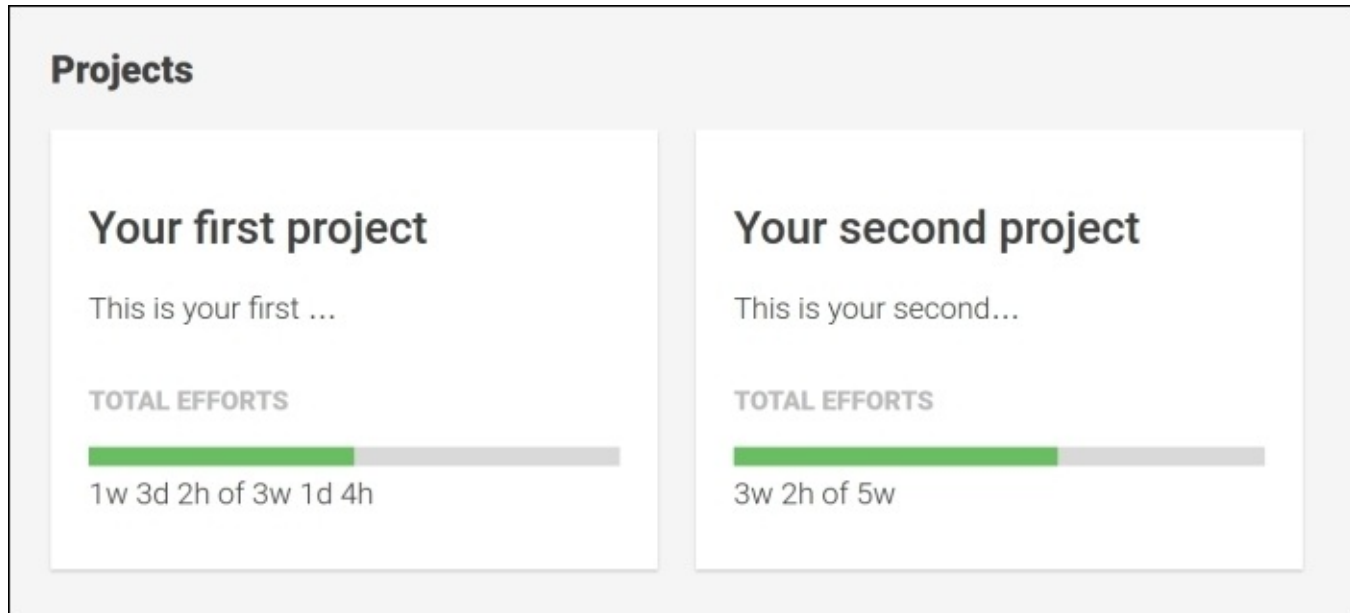 Projects
Your first project
This is your first ...
TOTAL EFFORTS
1w 3d 2h of 3w 1d 4h
Your second project
This is your second...
TOTAL EFFORTS
3w 2h of 5w